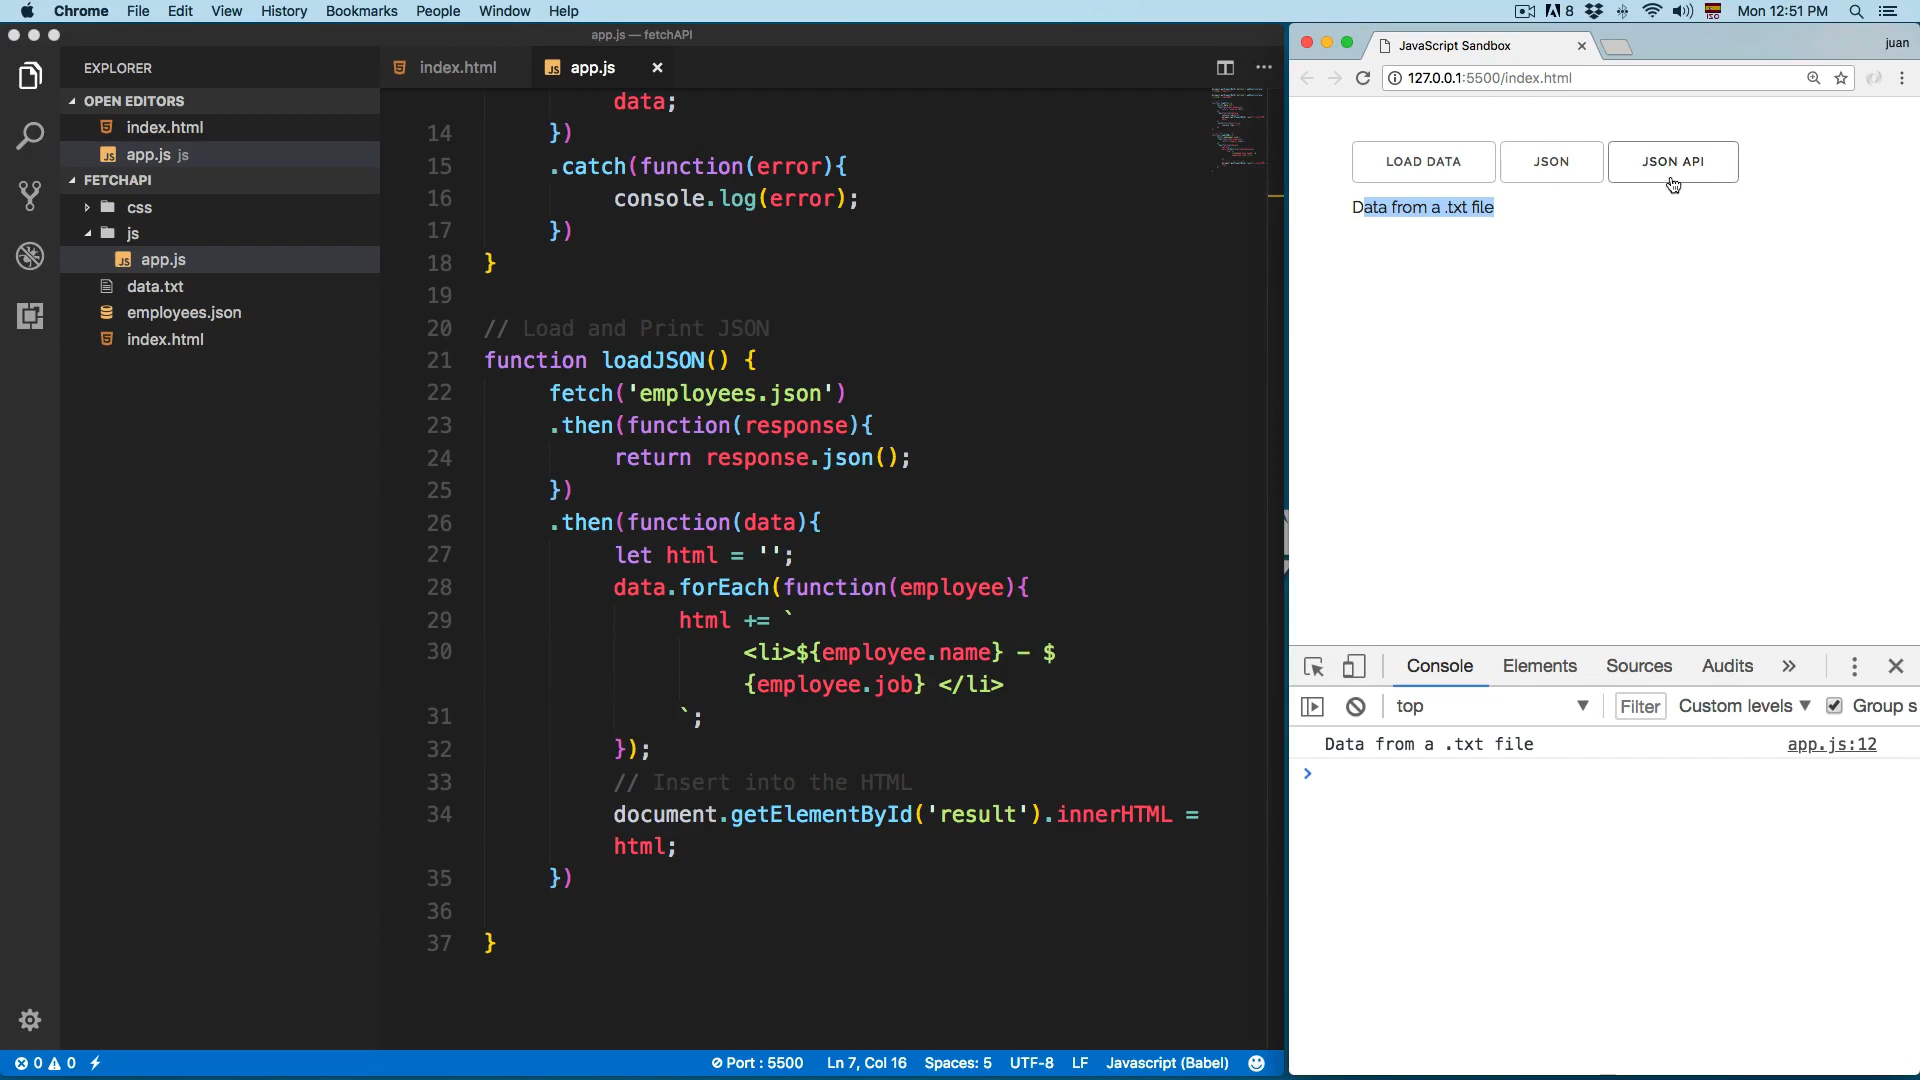 Chrome File Edit View History Bookmarks People Window Help
8 ISO Mon 12:51 PM
app.js — fetchAPI
EXPLORER
OPEN EDITORS
index.html
app.js js
FETCHAPI
css
js
app.js
data.txt
employees.json
index.html
index.html app.js
data;
14 })
15 .catch(function(error){
16 console.log(error);
17 })
18 }
19
20 // Load and Print JSON
21 function loadJSON() {
22 fetch('employees.json')
23 .then(function(response){
24 return response.json();
25 })
26 .then(function(data){
27 let html = '';
28 data.forEach(function(employee){
29 html += `
30 <li>${employee.name} - $
{employee.job} </li>
31 `;
32 });
33 // Insert into the HTML
34 document.getElementById('result').innerHTML =
html;
35 })
36
37 }
0 0 Port : 5500 Ln 7, Col 16 Spaces: 5 UTF-8 LF Javascript (Babel)
JavaScript Sandbox juan
127.0.0.1:5500/index.html
LOAD DATA JSON JSON API
Data from a .txt file
Console Elements Sources Audits »
top Filter Custom levels Group s
Data from a .txt file app.js:12